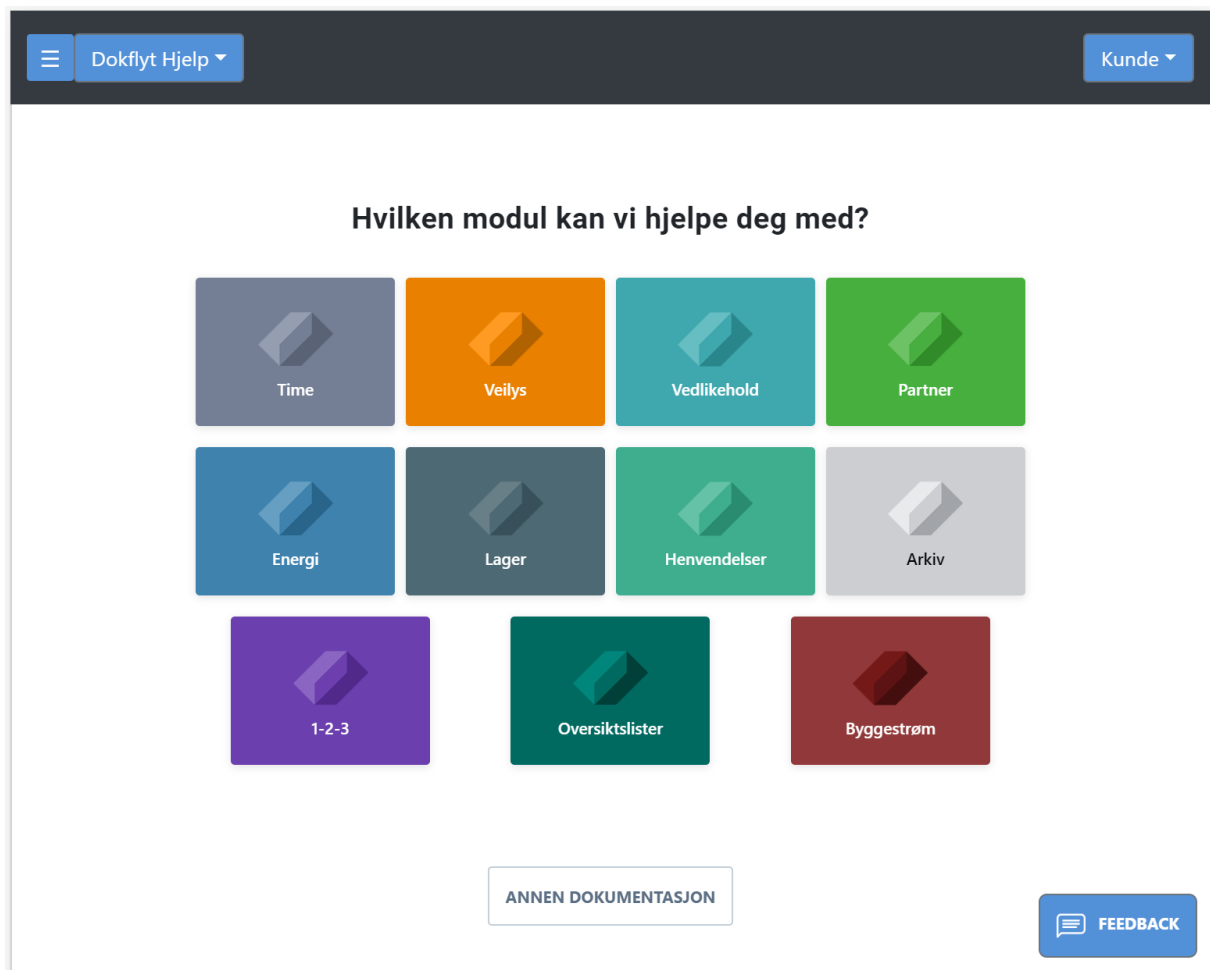 Dokflyt Hjelp
Kunde
Hvilken modul kan vi hjelpe deg med?
Time
Veilys
Vedlikehold
Partner
Energi
Lager
Henvendelser
Arkiv
1-2-3
Oversiktslister
Byggestrøm
ANNEN DOKUMENTASJON
FEEDBACK